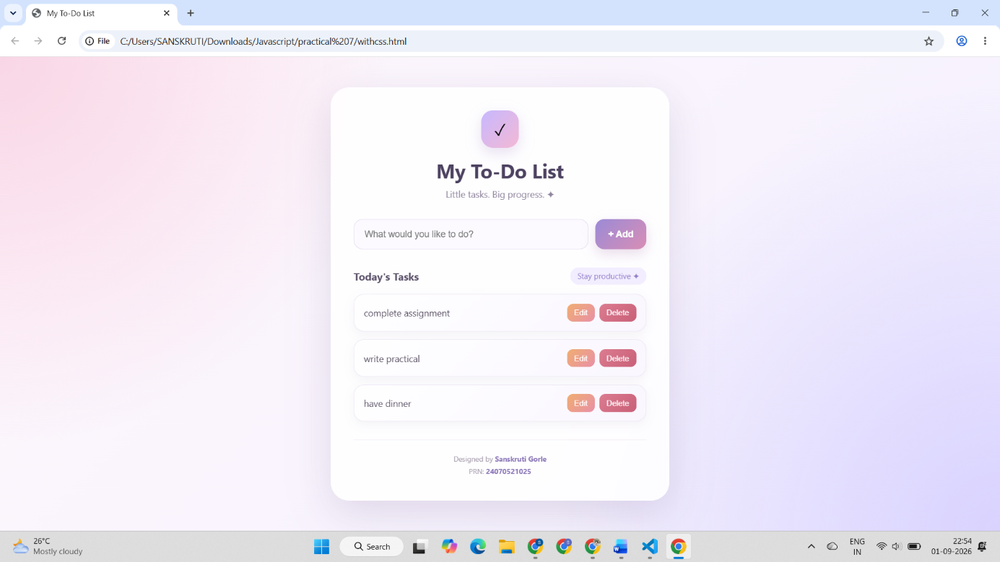 My To-Do List
File C:/Users/SANSKRUTI/Downloads/Javascript/practical%207/withcss.html
My To-Do List
Little tasks. Big progress. ✦
What would you like to do?
+ Add
Today's Tasks
Stay productive ✦
complete assignment
Edit Delete
write practical
Edit Delete
have dinner
Edit Delete
Designed by Sanskruti Gorle
PRN: 24070521025
26°C
Mostly cloudy
Search
ENG
IN
22:54
01-09-2026